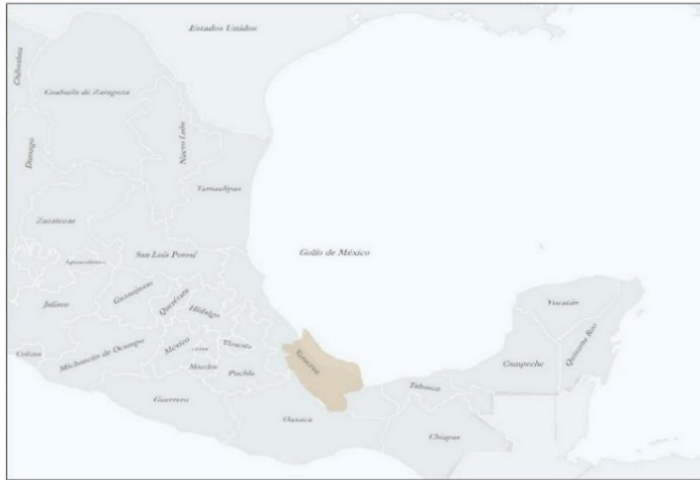 Estados Unidos
Chihuahua
Coahuila de Zaragoza
Durango
Nuevo León
Tamaulipas
Zacatecas
San Luis Potosí
Golfo de México
Aguascalientes
Yucatán
Jalisco
Guanajuato
Querétaro
Hidalgo
Quintana Roo
Colima
Michoacán de Ocampo
México
Tlaxcala
Veracruz
Morelos
Puebla
Campeche
Tabasco
Guerrero
Oaxaca
Chiapas